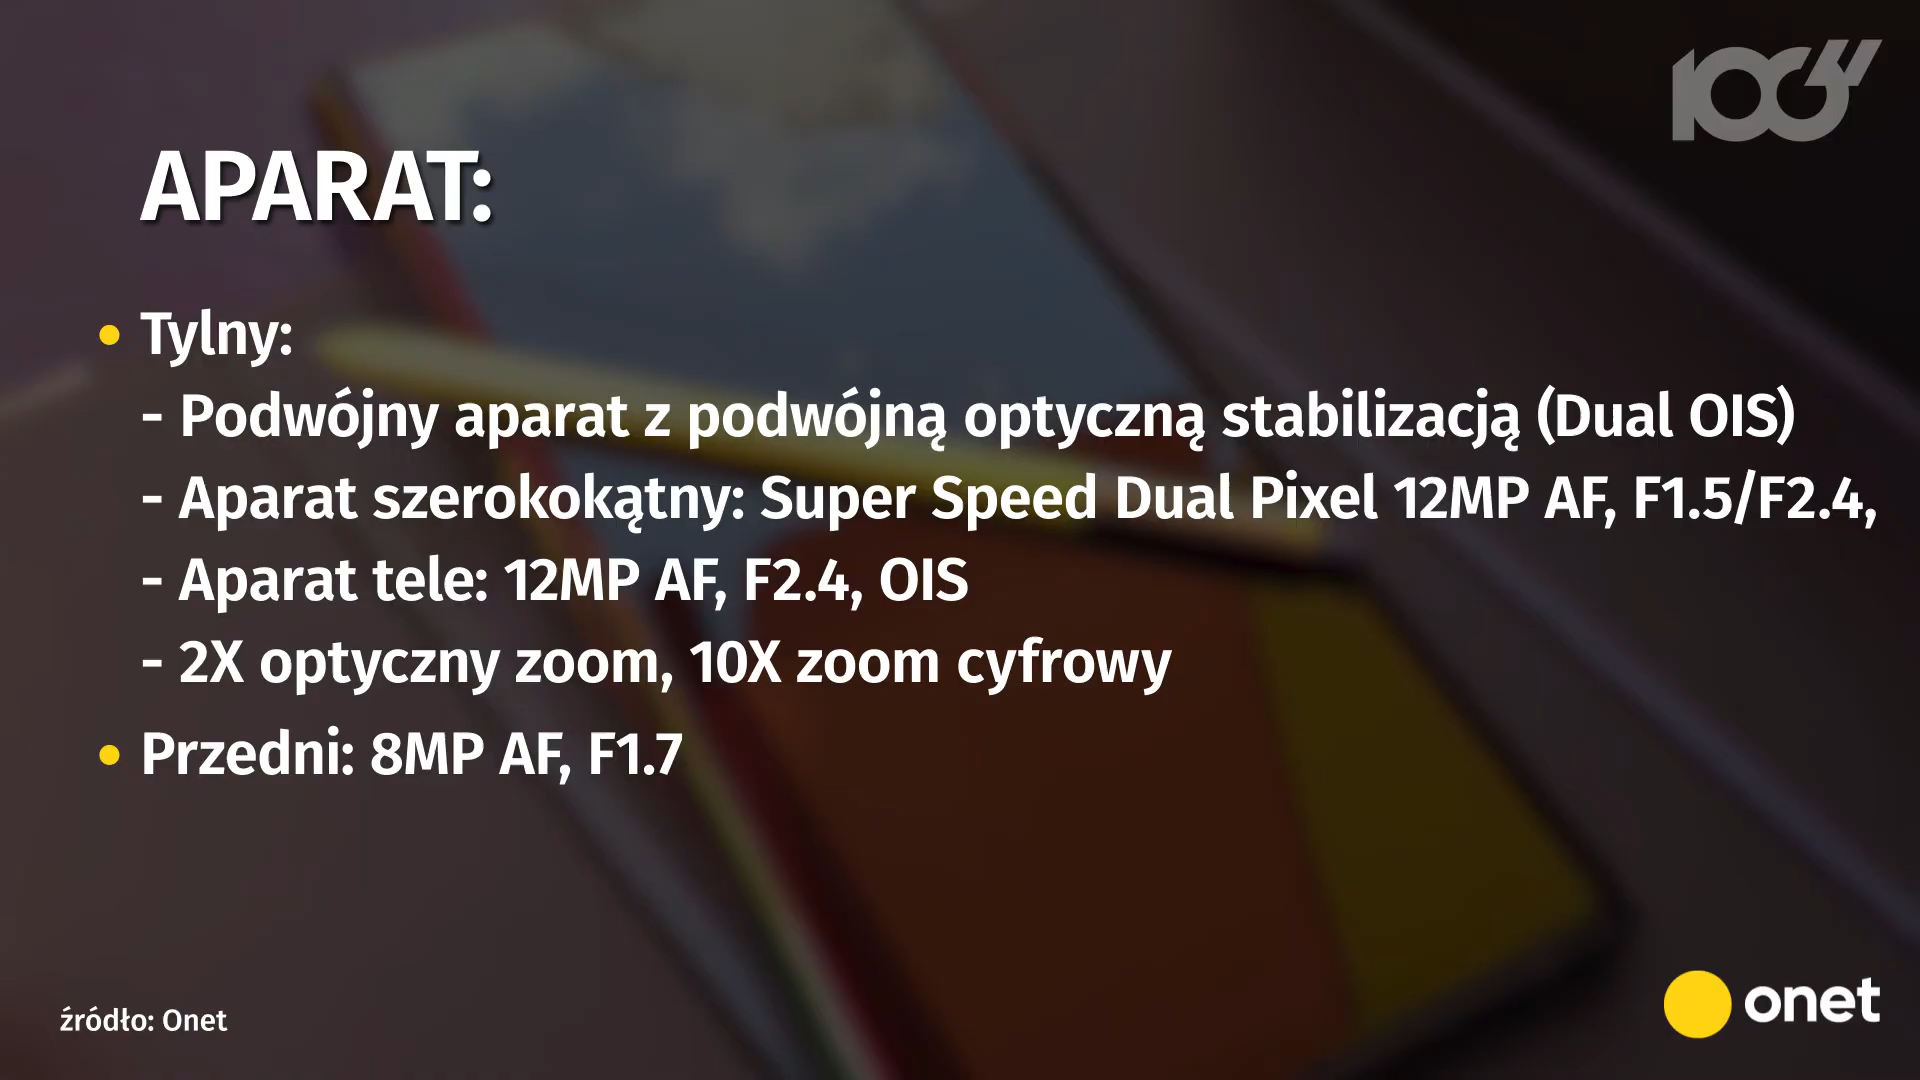 100"
APARAT:
Tylny:
- Podwójny aparat z podwójną optyczną stabilizacją (Dual OIS)
- Aparat szerokokątny: Super Speed Dual Pixel 12MP AF, F1.5/F2.4,
- Aparat tele: 12MP AF, F2.4, OIS
- 2X optyczny zoom, 10X zoom cyfrowy
Przedni: 8MP AF, F1.7
źródło: Onet
onet